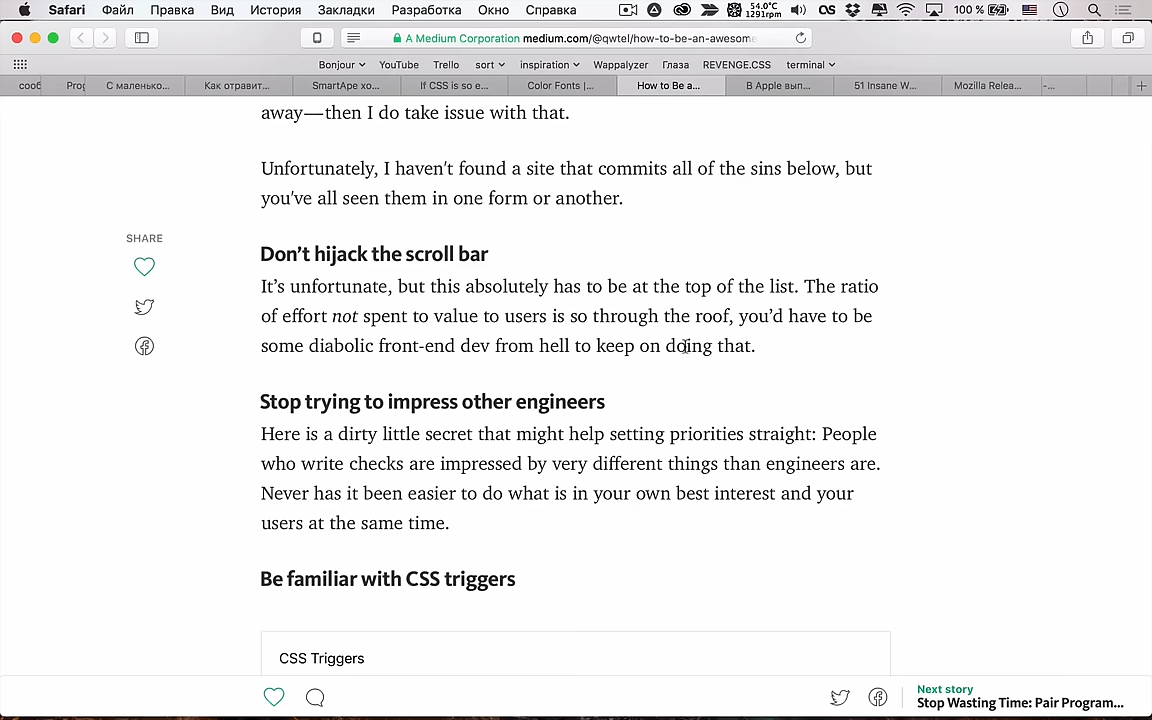 Safari Файл Правка Вид История Закладки Разработка Окно Справка 54.0°C 1291rpm 100 %
A Medium Corporation medium.com/@qwtel/how-to-be-an-awesom
Bonjour YouTube Trello sort inspiration Wappalyzer Глаза REVENGE.CSS terminal
сооб Prog С маленько... Как отравит... SmartApe хо... If CSS is so e... Color Fonts |... How to Be a... В Apple вып... 51 Insane W... Mozilla Relea... -...
away—then I do take issue with that.
Unfortunately, I haven't found a site that commits all of the sins below, but
you've all seen them in one form or another.
SHARE
Don’t hijack the scroll bar
It’s unfortunate, but this absolutely has to be at the top of the list. The ratio
of effort not spent to value to users is so through the roof, you’d have to be
some diabolic front-end dev from hell to keep on doing that.
Stop trying to impress other engineers
Here is a dirty little secret that might help setting priorities straight: People
who write checks are impressed by very different things than engineers are.
Never has it been easier to do what is in your own best interest and your
users at the same time.
Be familiar with CSS triggers
CSS Triggers
Next story
Stop Wasting Time: Pair Program...